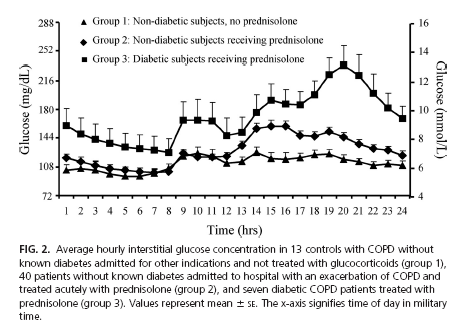 288
252
216
180
144
108
72
Glucose (mg/dL)
Group 1: Non-diabetic subjects, no prednisolone
Group 2: Non-diabetic subjects receiving prednisolone
Group 3: Diabetic subjects receiving prednisolone
16
14
12
10
8
6
4
Glucose (mmol/L)
1 2 3 4 5 6 7 8 9 10 11 12 13 14 15 16 17 18 19 20 21 22 23 24
Time (hrs)
FIG. 2. Average hourly interstitial glucose concentration in 13 controls with COPD without
known diabetes admitted for other indications and not treated with glucocorticoids (group 1),
40 patients without known diabetes admitted to hospital with an exacerbation of COPD and
treated acutely with prednisolone (group 2), and seven diabetic COPD patients treated with
prednisolone (group 3). Values represent mean ± SE. The x-axis signifies time of day in military
time.